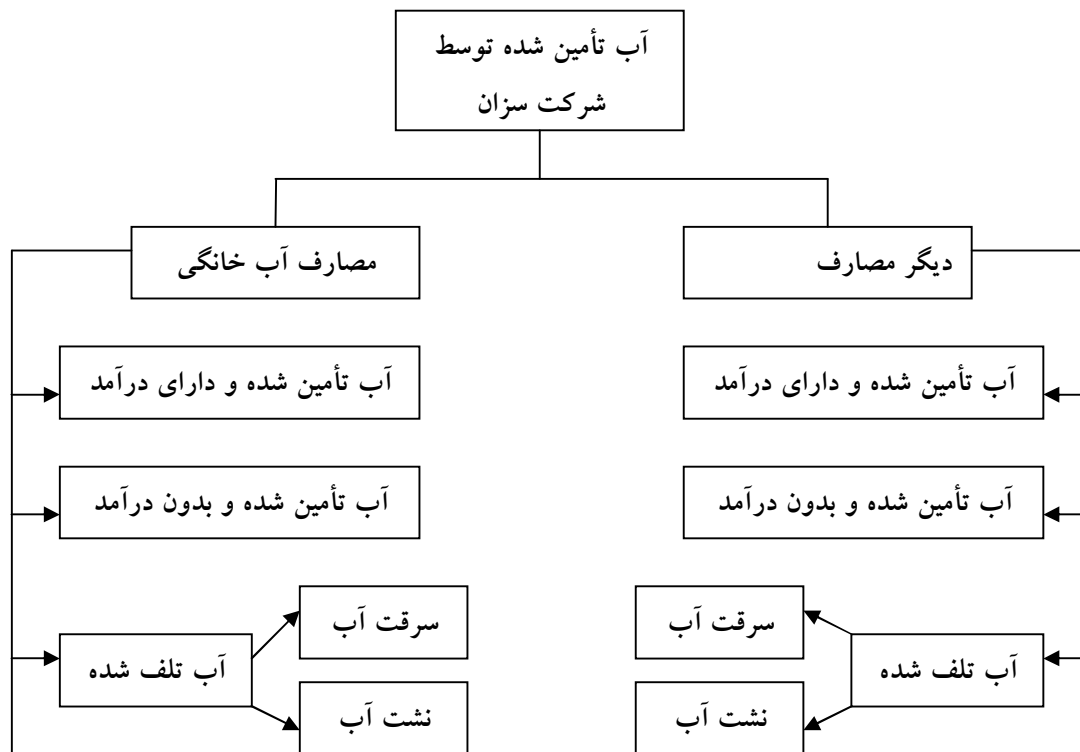 آب تأمین شده توسط
شرکت سزان
دیگر مصارف
مصارف آب خانگی
آب تأمین شده و دارای درآمد
آب تأمین شده و دارای درآمد
آب تأمین شده و بدون درآمد
آب تأمین شده و بدون درآمد
سرقت آب
سرقت آب
آب تلف شده
آب تلف شده
نشت آب
نشت آب